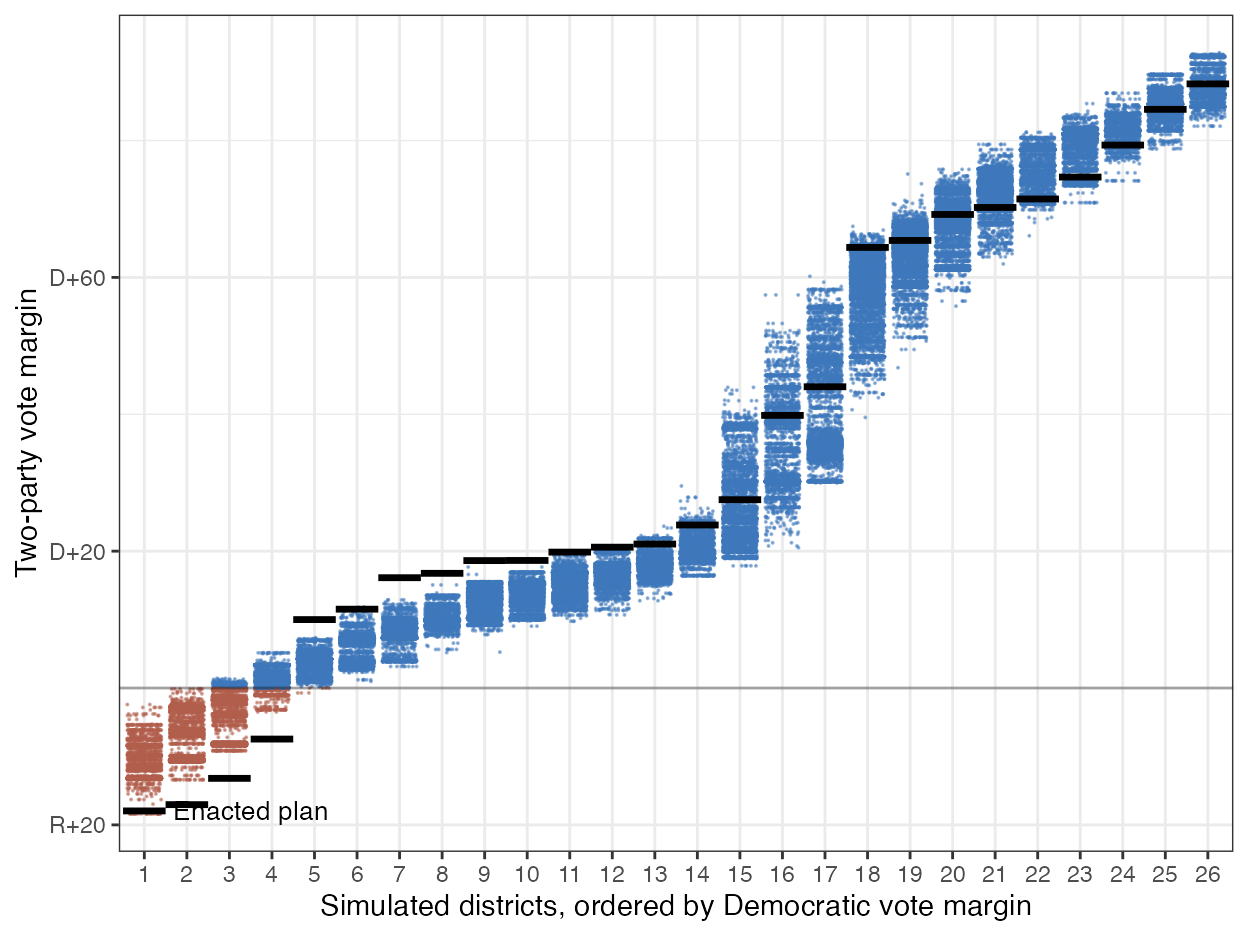 Two-party vote margin
D+60
D+20
R+20
Enacted plan
1 2 3 4 5 6 7 8 9 10 11 12 13 14 15 16 17 18 19 20 21 22 23 24 25 26
Simulated districts, ordered by Democratic vote margin